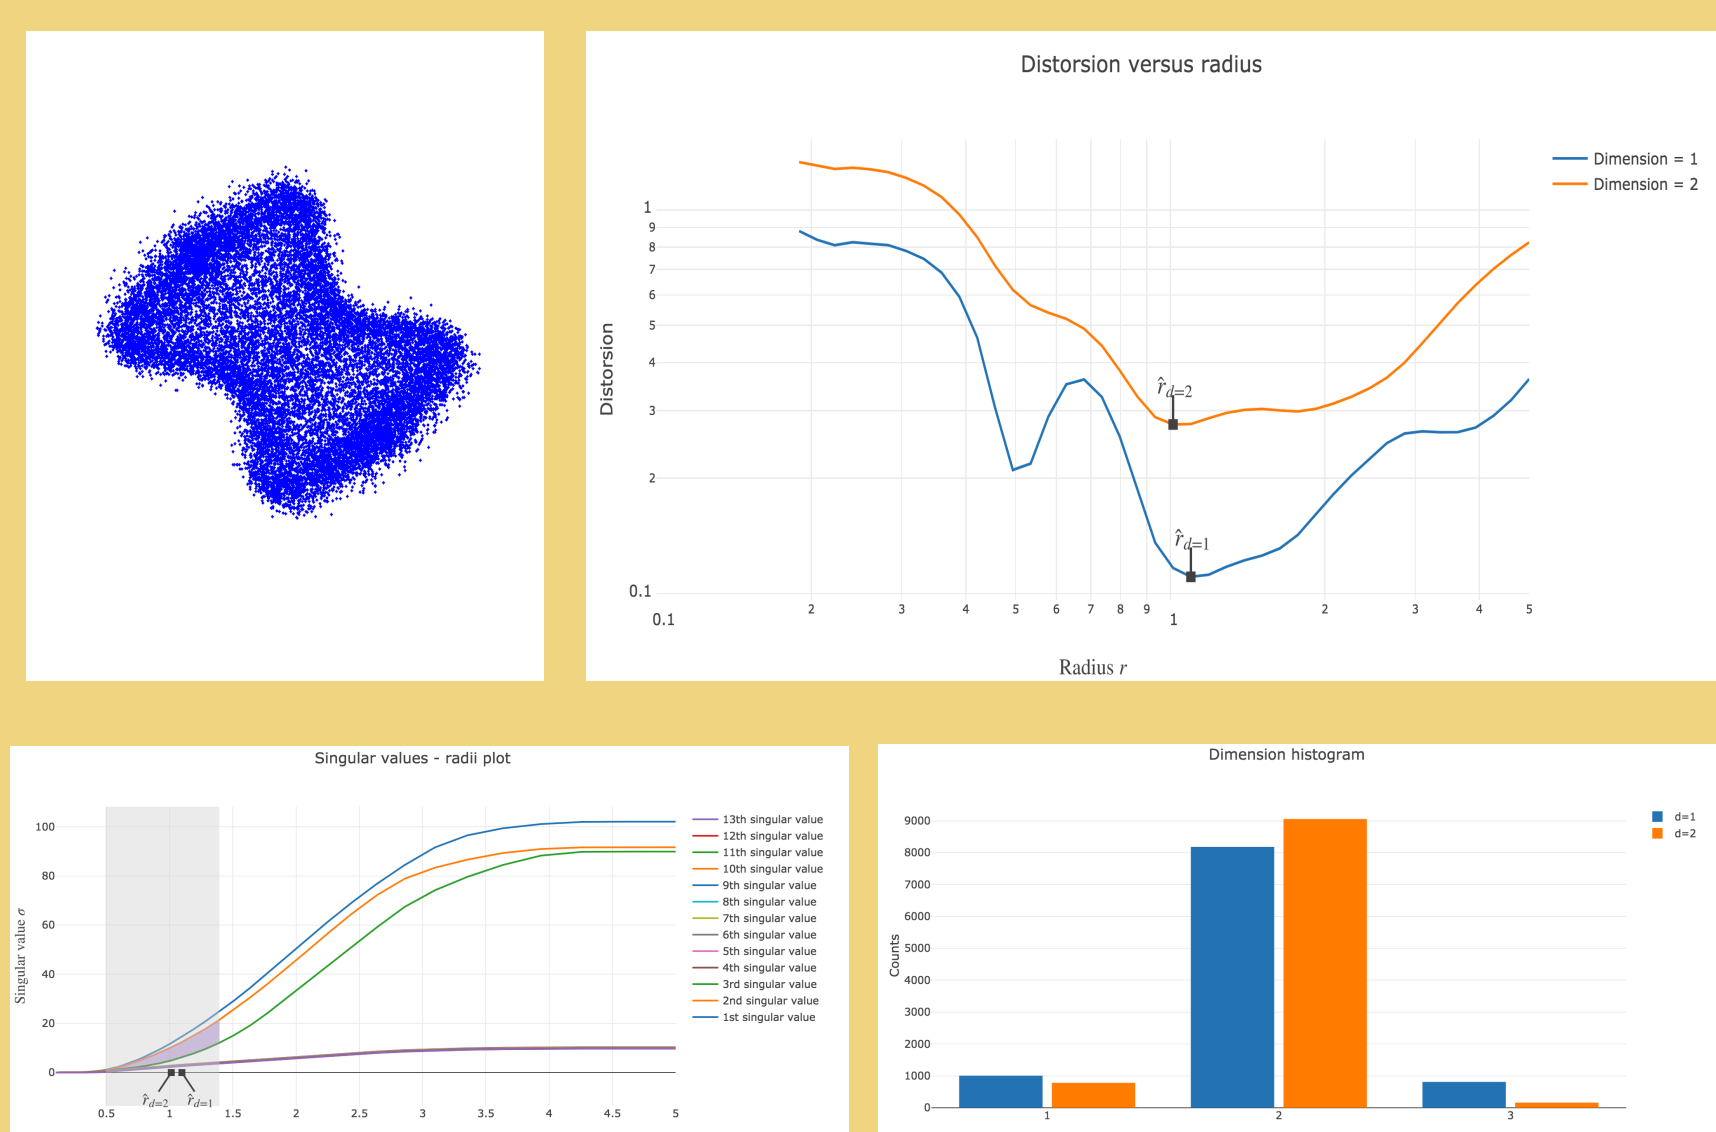 Distorsion versus radius
Distorsion
1
9
8
7
6
5
4
3
2
0.1
0.1
2
3
4
5
6
7
8
9
1
2
3
4
5
Radius r
r̂d=2
r̂d=1
Dimension = 1
Dimension = 2
Singular values - radii plot
Singular value σ
100
80
60
40
20
0
0.5
1
1.5
2
2.5
3
3.5
4
4.5
5
r̂d=2
r̂d=1
13th singular value
12th singular value
11th singular value
10th singular value
9th singular value
8th singular value
7th singular value
6th singular value
5th singular value
4th singular value
3rd singular value
2nd singular value
1st singular value
Dimension histogram
Counts
9000
8000
7000
6000
5000
4000
3000
2000
1000
0
1
2
3
d=1
d=2